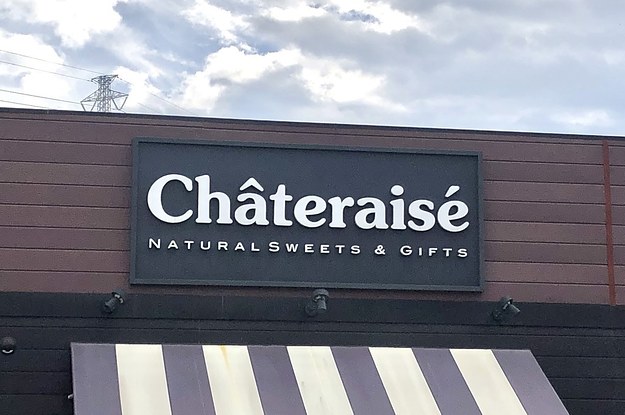 Châteraisé
NATURAL SWEETS & GIFTS